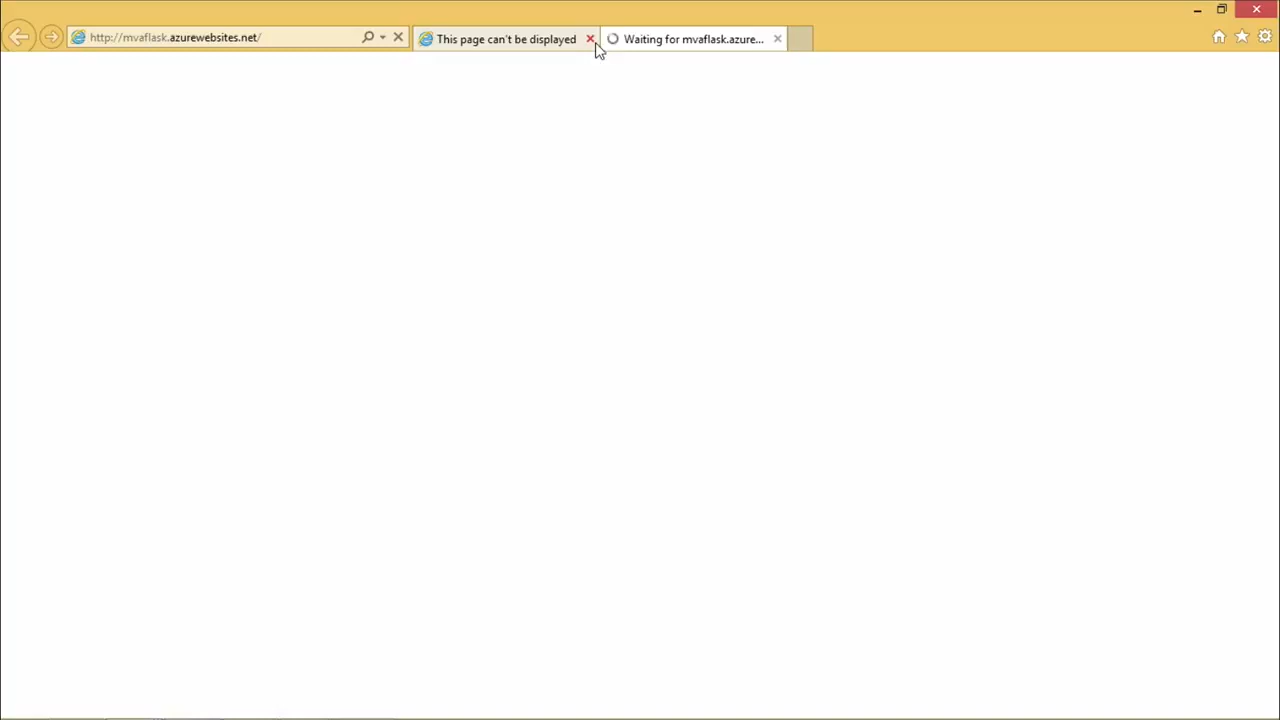 http://mvaflask.azurewebsites.net/
This page can't be displayed
Waiting for mvaflask.azure...